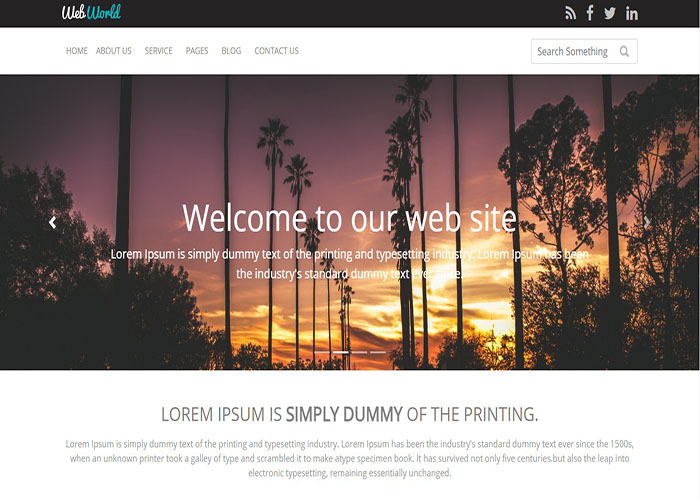 Web World
HOME ABOUT US SERVICE PAGES BLOG CONTACT US
Search Something
Welcome to our web site
Lorem Ipsum is simply dummy text of the printing and typesetting industry. Lorem Ipsum has been
the industry's standard dummy text ever since.
LOREM IPSUM IS SIMPLY DUMMY OF THE PRINTING.
Lorem Ipsum is simply dummy text of the printing and typesetting industry. Lorem Ipsum has been the industry's standard dummy text ever since the 1500s,
when an unknown printer took a galley of type and scrambled it to make atype specimen book. It has survived not only five centuries.but also the leap into
electronic typesetting, remaining essentially unchanged.